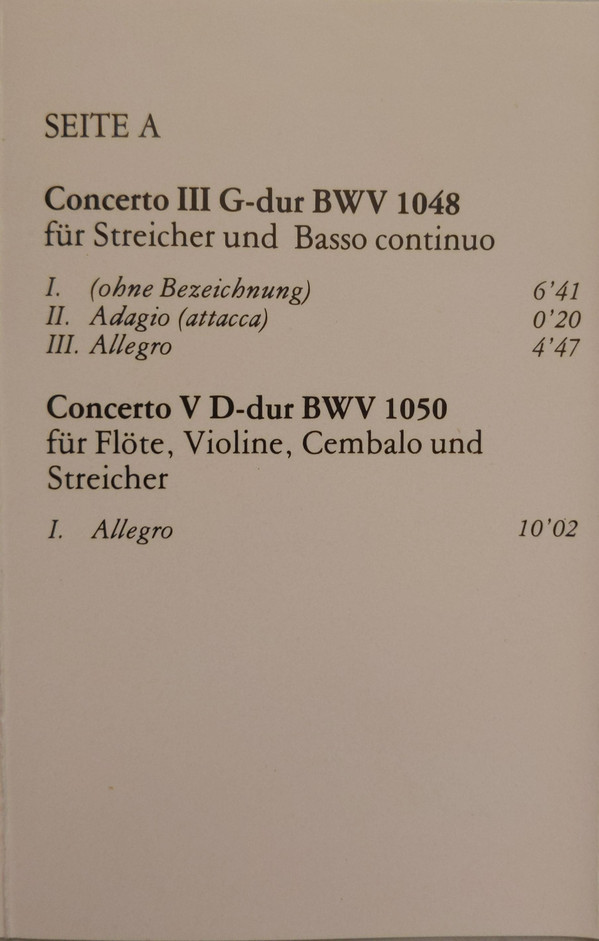 SEITE A
Concerto III G-dur BWV 1048
für Streicher und Basso continuo
I. (ohne Bezeichnung) 6'41
II. Adagio (attacca) 0'20
III. Allegro 4'47
Concerto V D-dur BWV 1050
für Flöte, Violine, Cembalo und
Streicher
I. Allegro 10'02